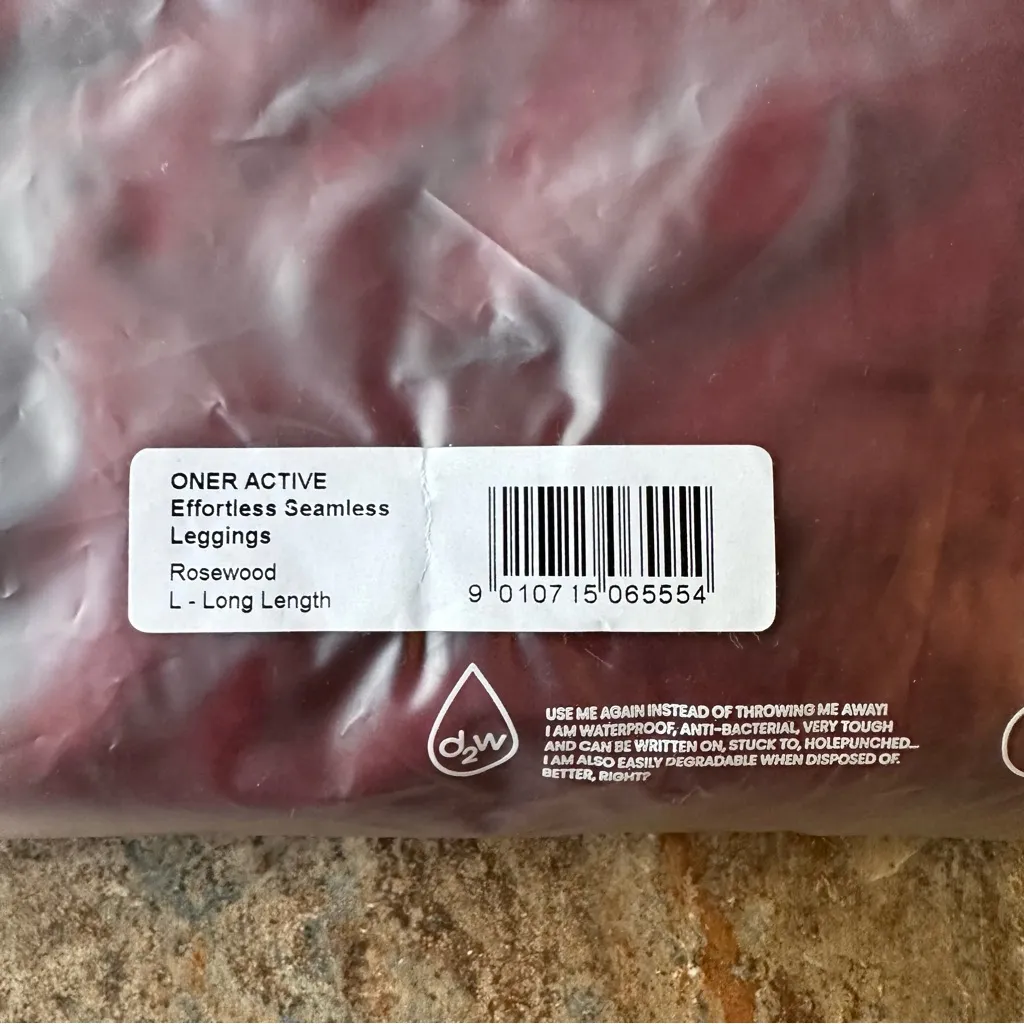 ONER ACTIVE
Effortless Seamless
Leggings
Rosewood
L - Long Length
9 010715 065554
d2w
USE ME AGAIN INSTEAD OF THROWING ME AWAY!
I AM WATERPROOF, ANTI-BACTERIAL, VERY TOUGH
AND CAN BE WRITTEN ON, STUCK TO, HOLEPUNCHED...
I AM ALSO EASILY DEGRADABLE WHEN DISPOSED OF.
BETTER, RIGHT?